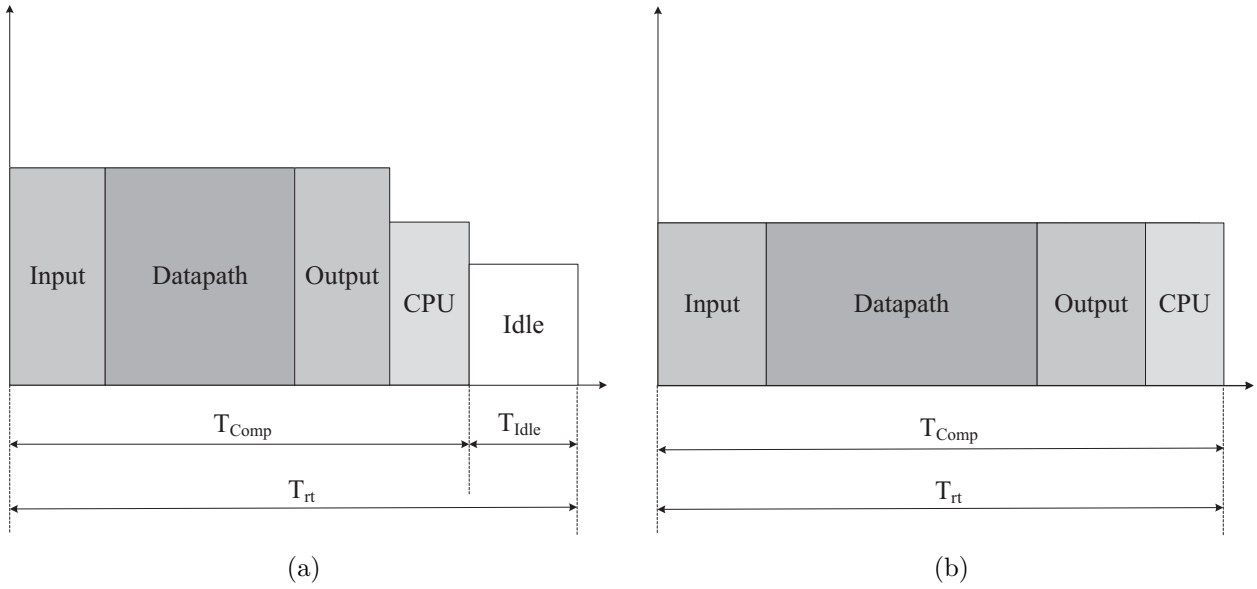 Input Datapath Output CPU Idle
T_Comp T_Idle
T_rt
(a)
Input Datapath Output CPU
T_Comp
T_rt
(b)